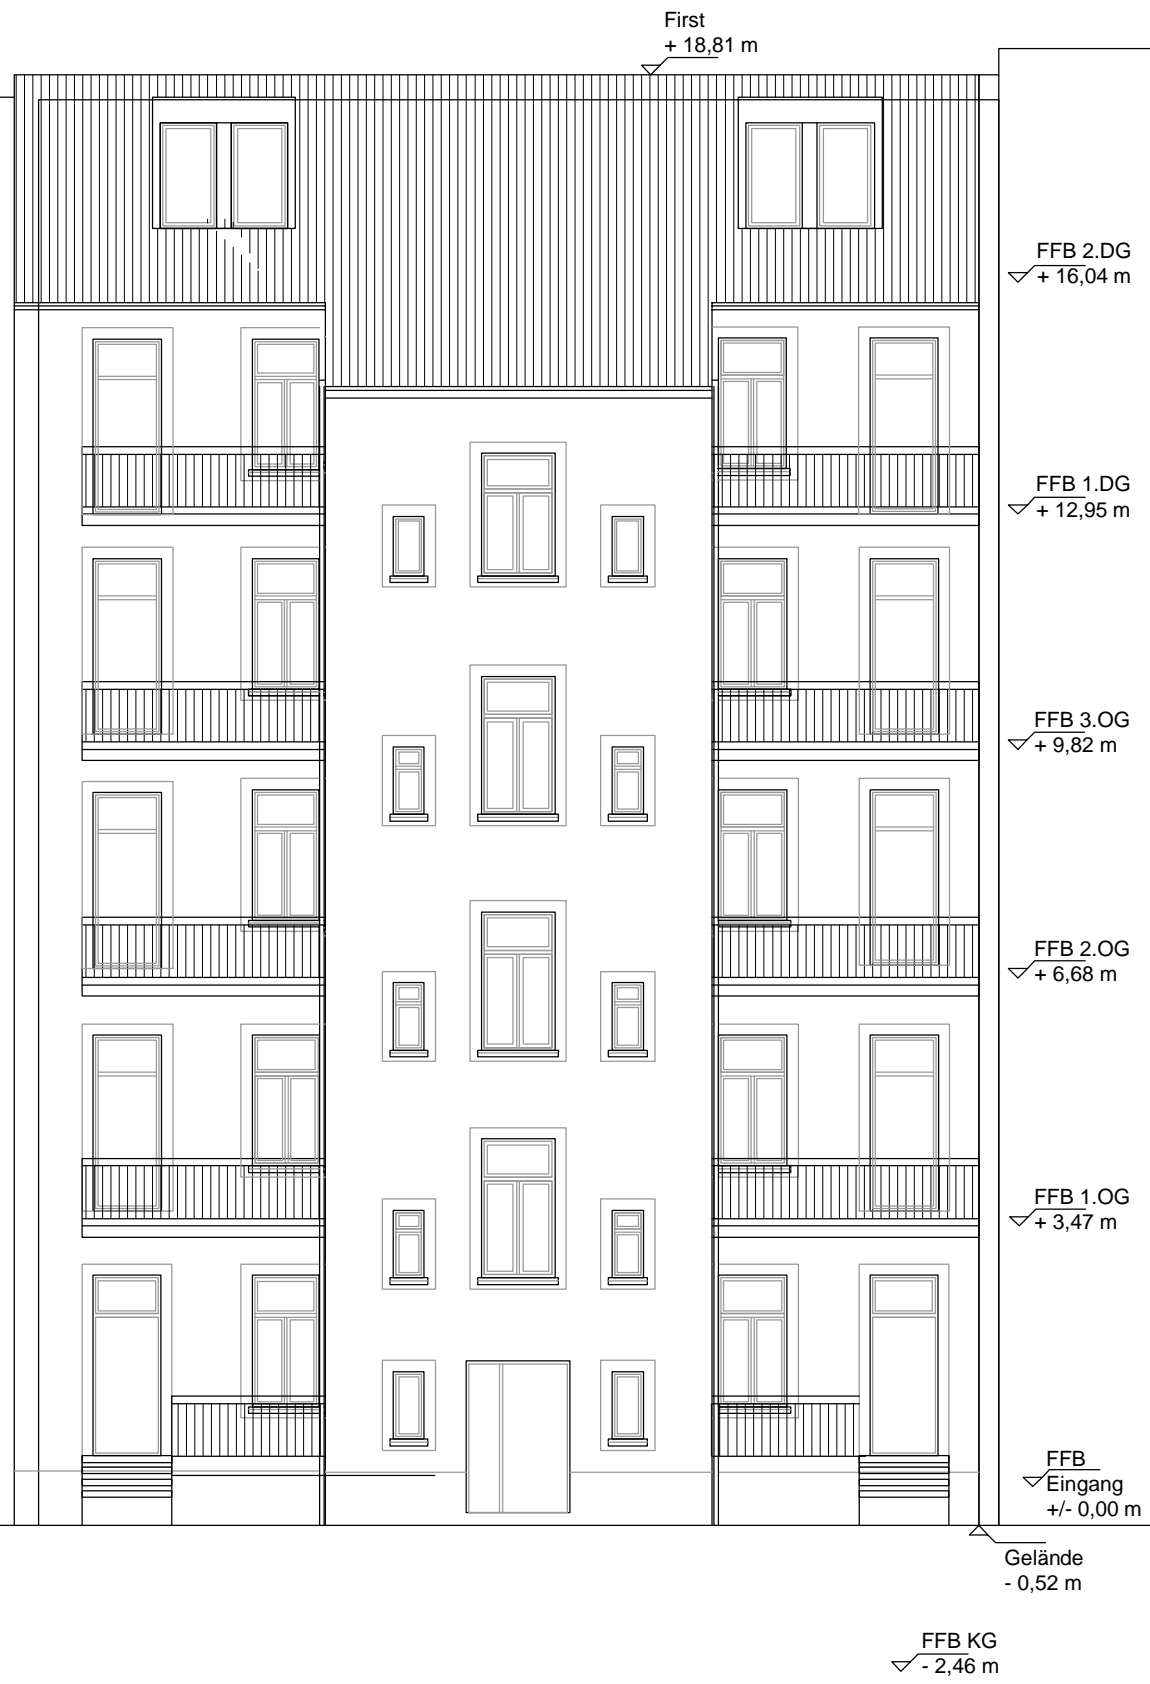 First
+ 18,81 m
FFB 2.DG
+ 16,04 m
FFB 1.DG
+ 12,95 m
FFB 3.OG
+ 9,82 m
FFB 2.OG
+ 6,68 m
FFB 1.OG
+ 3,47 m
FFB
Eingang
+/- 0,00 m
Gelände
- 0,52 m
FFB KG
- 2,46 m